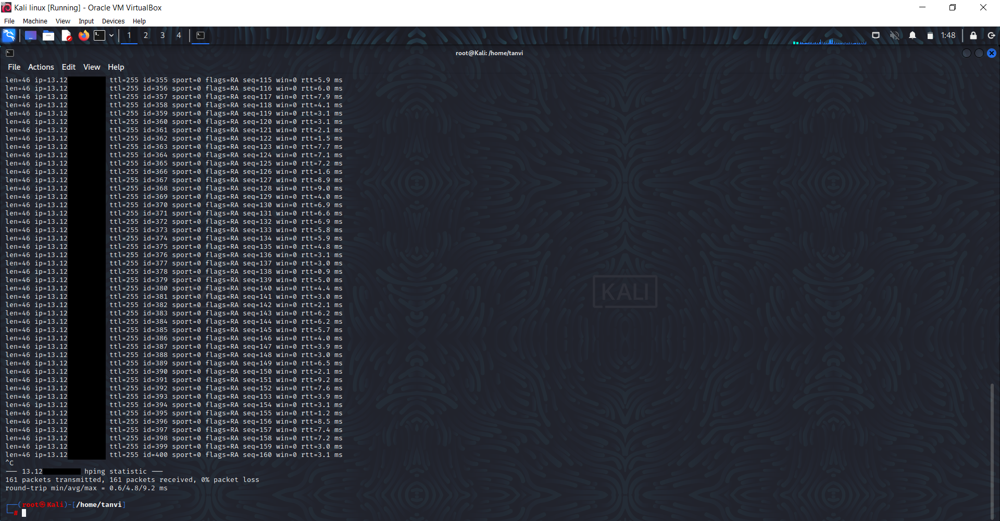 Kali linux [Running] - Oracle VM VirtualBox
File Machine View Input Devices Help
1 2 3 4 1:48
root@Kali: /home/tanvi
File Actions Edit View Help
len=46 ip=13.12 ttl=255 id=355 sport=0 flags=RA seq=115 win=0 rtt=5.9 ms
len=46 ip=13.12 ttl=255 id=356 sport=0 flags=RA seq=116 win=0 rtt=6.0 ms
len=46 ip=13.12 ttl=255 id=357 sport=0 flags=RA seq=117 win=0 rtt=7.9 ms
len=46 ip=13.12 ttl=255 id=358 sport=0 flags=RA seq=118 win=0 rtt=4.1 ms
len=46 ip=13.12 ttl=255 id=359 sport=0 flags=RA seq=119 win=0 rtt=3.1 ms
len=46 ip=13.12 ttl=255 id=360 sport=0 flags=RA seq=120 win=0 rtt=3.1 ms
len=46 ip=13.12 ttl=255 id=361 sport=0 flags=RA seq=121 win=0 rtt=2.1 ms
len=46 ip=13.12 ttl=255 id=362 sport=0 flags=RA seq=122 win=0 rtt=1.5 ms
len=46 ip=13.12 ttl=255 id=363 sport=0 flags=RA seq=123 win=0 rtt=7.7 ms
len=46 ip=13.12 ttl=255 id=364 sport=0 flags=RA seq=124 win=0 rtt=7.1 ms
len=46 ip=13.12 ttl=255 id=365 sport=0 flags=RA seq=125 win=0 rtt=7.2 ms
len=46 ip=13.12 ttl=255 id=366 sport=0 flags=RA seq=126 win=0 rtt=1.6 ms
len=46 ip=13.12 ttl=255 id=367 sport=0 flags=RA seq=127 win=0 rtt=8.9 ms
len=46 ip=13.12 ttl=255 id=368 sport=0 flags=RA seq=128 win=0 rtt=9.0 ms
len=46 ip=13.12 ttl=255 id=369 sport=0 flags=RA seq=129 win=0 rtt=4.0 ms
len=46 ip=13.12 ttl=255 id=370 sport=0 flags=RA seq=130 win=0 rtt=6.9 ms
len=46 ip=13.12 ttl=255 id=371 sport=0 flags=RA seq=131 win=0 rtt=6.6 ms
len=46 ip=13.12 ttl=255 id=372 sport=0 flags=RA seq=132 win=0 rtt=6.9 ms
len=46 ip=13.12 ttl=255 id=373 sport=0 flags=RA seq=133 win=0 rtt=5.8 ms
len=46 ip=13.12 ttl=255 id=374 sport=0 flags=RA seq=134 win=0 rtt=5.9 ms
len=46 ip=13.12 ttl=255 id=375 sport=0 flags=RA seq=135 win=0 rtt=4.8 ms
len=46 ip=13.12 ttl=255 id=376 sport=0 flags=RA seq=136 win=0 rtt=3.1 ms
len=46 ip=13.12 ttl=255 id=377 sport=0 flags=RA seq=137 win=0 rtt=3.0 ms
len=46 ip=13.12 ttl=255 id=378 sport=0 flags=RA seq=138 win=0 rtt=0.9 ms
len=46 ip=13.12 ttl=255 id=379 sport=0 flags=RA seq=139 win=0 rtt=5.0 ms
len=46 ip=13.12 ttl=255 id=380 sport=0 flags=RA seq=140 win=0 rtt=4.4 ms
len=46 ip=13.12 ttl=255 id=381 sport=0 flags=RA seq=141 win=0 rtt=3.0 ms
len=46 ip=13.12 ttl=255 id=382 sport=0 flags=RA seq=142 win=0 rtt=2.1 ms
len=46 ip=13.12 ttl=255 id=383 sport=0 flags=RA seq=143 win=0 rtt=6.2 ms
len=46 ip=13.12 ttl=255 id=384 sport=0 flags=RA seq=144 win=0 rtt=6.2 ms
len=46 ip=13.12 ttl=255 id=385 sport=0 flags=RA seq=145 win=0 rtt=5.7 ms
len=46 ip=13.12 ttl=255 id=386 sport=0 flags=RA seq=146 win=0 rtt=4.0 ms
len=46 ip=13.12 ttl=255 id=387 sport=0 flags=RA seq=147 win=0 rtt=3.9 ms
len=46 ip=13.12 ttl=255 id=388 sport=0 flags=RA seq=148 win=0 rtt=3.0 ms
len=46 ip=13.12 ttl=255 id=389 sport=0 flags=RA seq=149 win=0 rtt=6.5 ms
len=46 ip=13.12 ttl=255 id=390 sport=0 flags=RA seq=150 win=0 rtt=2.1 ms
len=46 ip=13.12 ttl=255 id=391 sport=0 flags=RA seq=151 win=0 rtt=9.2 ms
len=46 ip=13.12 ttl=255 id=392 sport=0 flags=RA seq=152 win=0 rtt=7.6 ms
len=46 ip=13.12 ttl=255 id=393 sport=0 flags=RA seq=153 win=0 rtt=3.9 ms
len=46 ip=13.12 ttl=255 id=394 sport=0 flags=RA seq=154 win=0 rtt=3.1 ms
len=46 ip=13.12 ttl=255 id=395 sport=0 flags=RA seq=155 win=0 rtt=1.2 ms
len=46 ip=13.12 ttl=255 id=396 sport=0 flags=RA seq=156 win=0 rtt=8.5 ms
len=46 ip=13.12 ttl=255 id=397 sport=0 flags=RA seq=157 win=0 rtt=7.4 ms
len=46 ip=13.12 ttl=255 id=398 sport=0 flags=RA seq=158 win=0 rtt=7.2 ms
len=46 ip=13.12 ttl=255 id=399 sport=0 flags=RA seq=159 win=0 rtt=3.0 ms
len=46 ip=13.12 ttl=255 id=400 sport=0 flags=RA seq=160 win=0 rtt=3.1 ms
^C
--- 13.12 hping statistic ---
161 packets transmitted, 161 packets received, 0% packet loss
round-trip min/avg/max = 0.6/4.8/9.2 ms
┌──(root㉿Kali)-[/home/tanvi]
└─#
KALI